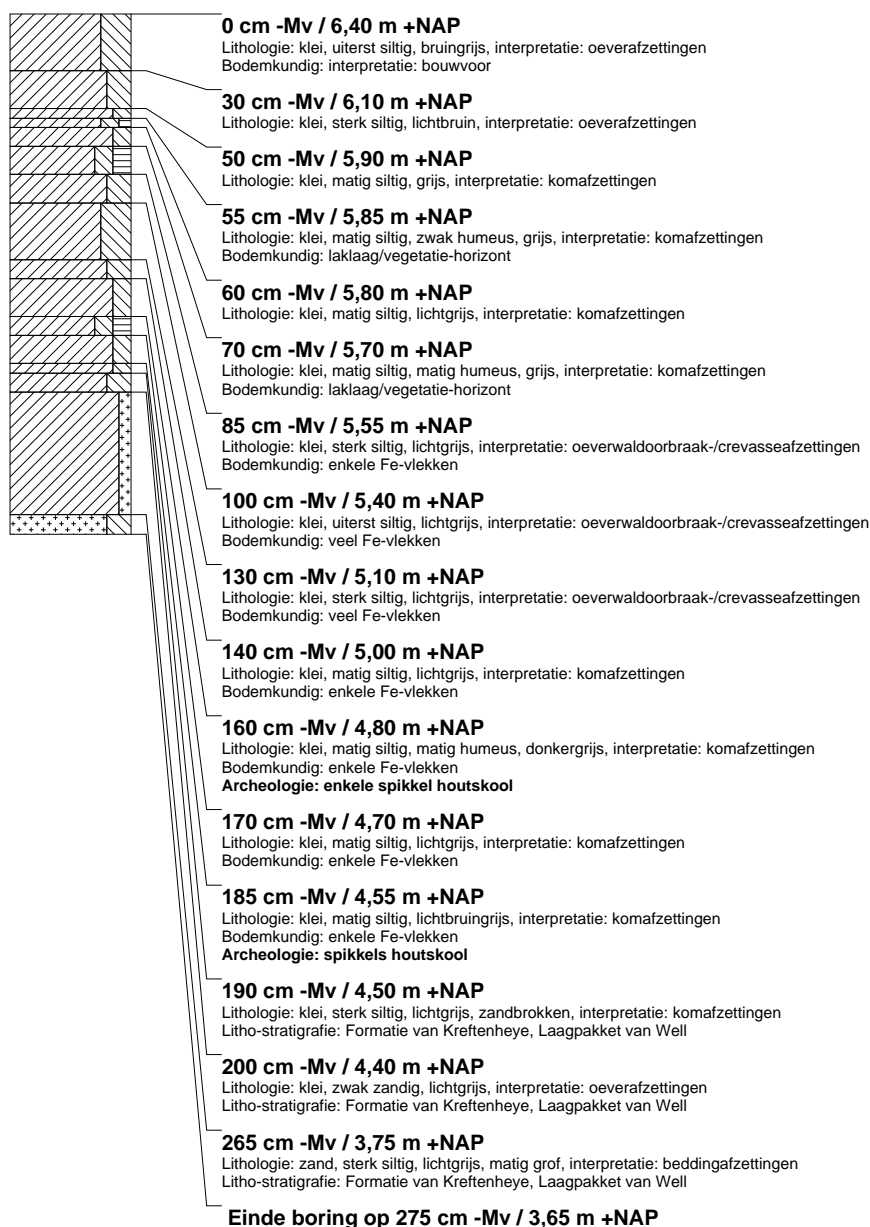 0 cm -Mv / 6,40 m +NAP
Lithologie: klei, uiterst siltig, bruingrijs, interpretatie: oeverafzettingen
Bodemkundig: interpretatie: bouwvoor
30 cm -Mv / 6,10 m +NAP
Lithologie: klei, sterk siltig, lichtbruin, interpretatie: oeverafzettingen
50 cm -Mv / 5,90 m +NAP
Lithologie: klei, matig siltig, grijs, interpretatie: komafzettingen
55 cm -Mv / 5,85 m +NAP
Lithologie: klei, matig siltig, zwak humeus, grijs, interpretatie: komafzettingen
Bodemkundig: laklaag/vegetatie-horizont
60 cm -Mv / 5,80 m +NAP
Lithologie: klei, matig siltig, lichtgrijs, interpretatie: komafzettingen
70 cm -Mv / 5,70 m +NAP
Lithologie: klei, matig siltig, matig humeus, grijs, interpretatie: komafzettingen
Bodemkundig: laklaag/vegetatie-horizont
85 cm -Mv / 5,55 m +NAP
Lithologie: klei, sterk siltig, lichtgrijs, interpretatie: oeverwaldoorbraak-/crevasseafzettingen
Bodemkundig: enkele Fe-vlekken
100 cm -Mv / 5,40 m +NAP
Lithologie: klei, uiterst siltig, lichtgrijs, interpretatie: oeverwaldoorbraak-/crevasseafzettingen
Bodemkundig: veel Fe-vlekken
130 cm -Mv / 5,10 m +NAP
Lithologie: klei, sterk siltig, lichtgrijs, interpretatie: oeverwaldoorbraak-/crevasseafzettingen
Bodemkundig: veel Fe-vlekken
140 cm -Mv / 5,00 m +NAP
Lithologie: klei, matig siltig, lichtgrijs, interpretatie: komafzettingen
Bodemkundig: enkele Fe-vlekken
160 cm -Mv / 4,80 m +NAP
Lithologie: klei, matig siltig, matig humeus, donkergrijs, interpretatie: komafzettingen
Bodemkundig: enkele Fe-vlekken
Archeologie: enkele spikkel houtskool
170 cm -Mv / 4,70 m +NAP
Lithologie: klei, matig siltig, lichtgrijs, interpretatie: komafzettingen
Bodemkundig: enkele Fe-vlekken
185 cm -Mv / 4,55 m +NAP
Lithologie: klei, matig siltig, lichtbruingrijs, interpretatie: komafzettingen
Bodemkundig: enkele Fe-vlekken
Archeologie: spikkels houtskool
190 cm -Mv / 4,50 m +NAP
Lithologie: klei, sterk siltig, lichtgrijs, zandbrokken, interpretatie: komafzettingen
Litho-stratigrafie: Formatie van Kreftenheye, Laagpakket van Well
200 cm -Mv / 4,40 m +NAP
Lithologie: klei, zwak zandig, lichtgrijs, interpretatie: oeverafzettingen
Litho-stratigrafie: Formatie van Kreftenheye, Laagpakket van Well
265 cm -Mv / 3,75 m +NAP
Lithologie: zand, sterk siltig, lichtgrijs, matig grof, interpretatie: beddingafzettingen
Litho-stratigrafie: Formatie van Kreftenheye, Laagpakket van Well
Einde boring op 275 cm -Mv / 3,65 m +NAP